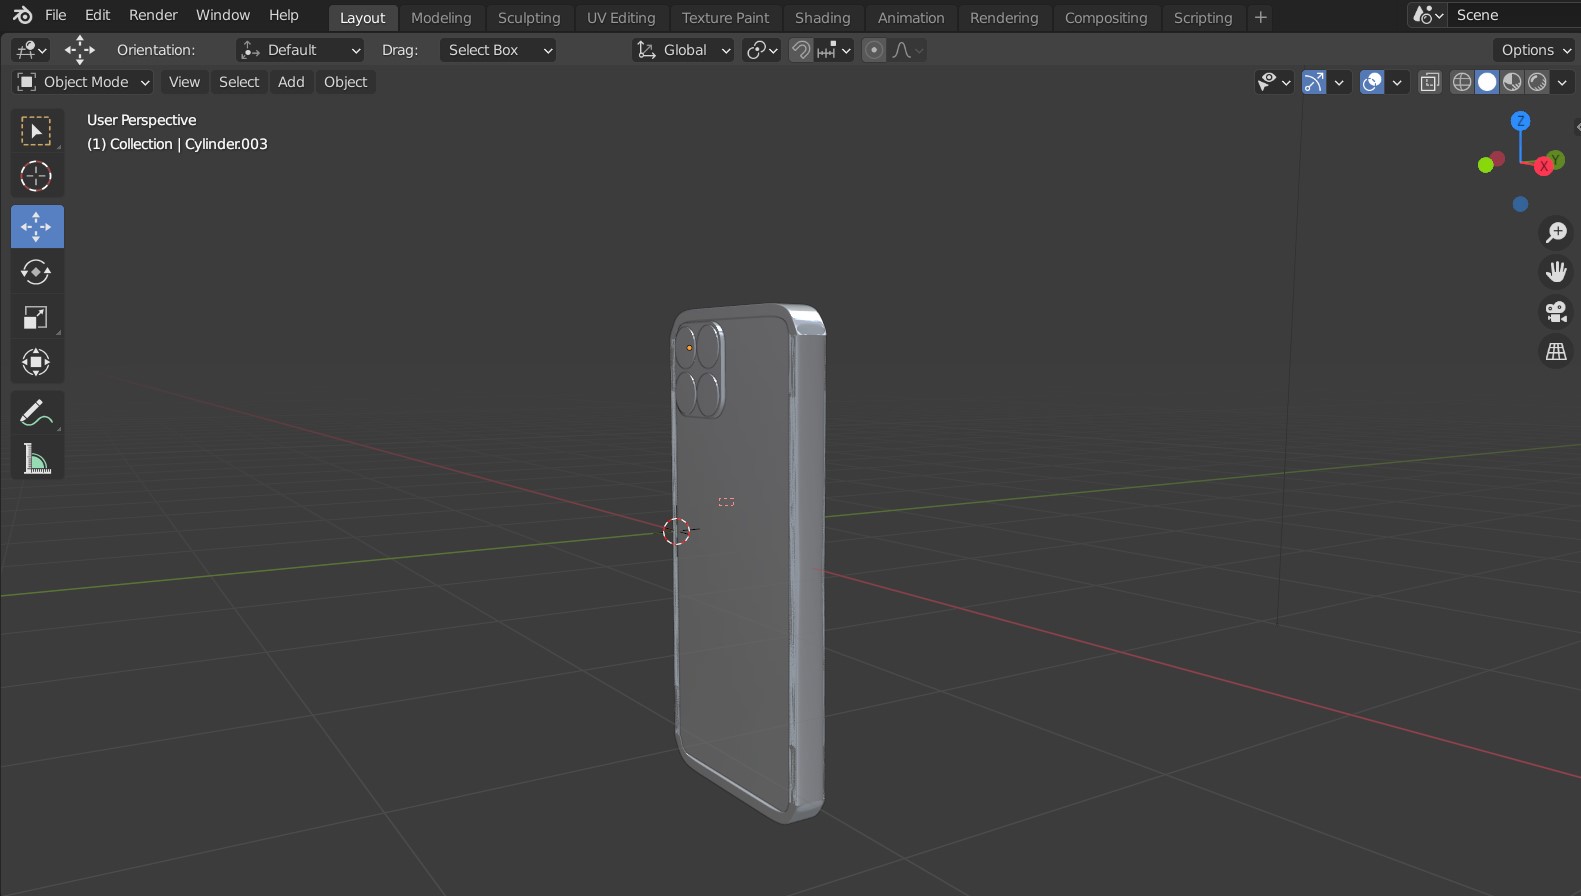 File Edit Render Window Help Layout Modeling Sculpting UV Editing Texture Paint Shading Animation Rendering Compositing Scripting + Scene
Orientation: Default Drag: Select Box Global Options
Object Mode View Select Add Object
User Perspective
(1) Collection | Cylinder.003
Z
X Y